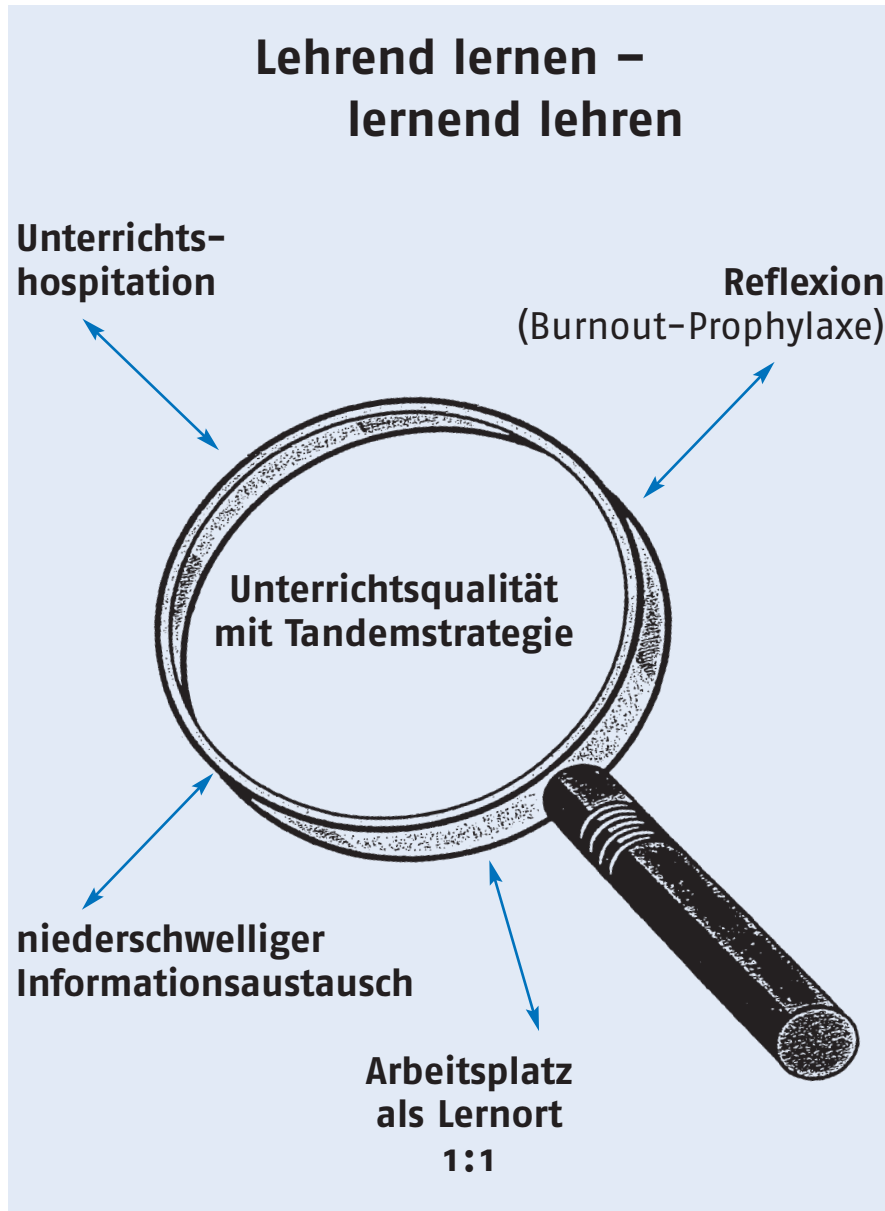 Lehrend lernen –
lernend lehren
Unterrichts-
hospitation
Reflexion
(Burnout-Prophylaxe)
Unterrichtsqualität
mit Tandemstrategie
niederschwelliger
Informationsaustausch
Arbeitsplatz
als Lernort
1:1